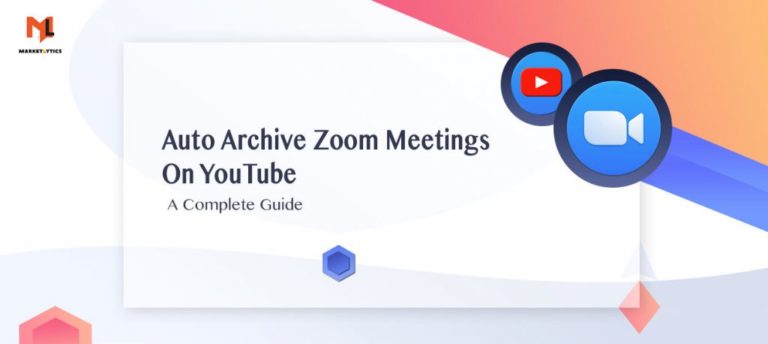 MARKETLYTICS
Auto Archive Zoom Meetings
On YouTube
A Complete Guide